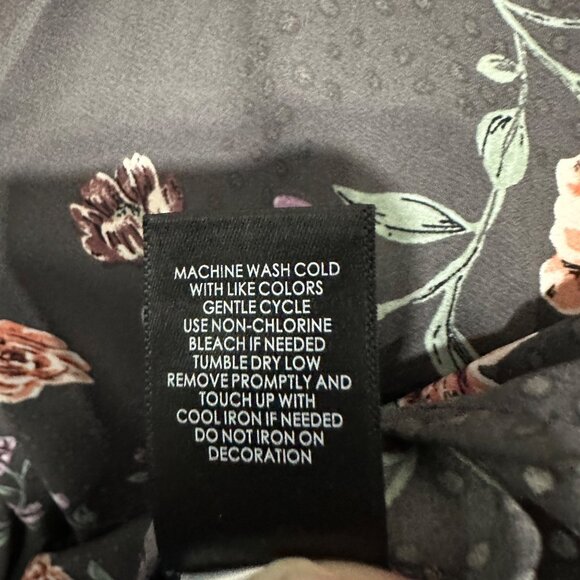 MACHINE WASH COLD
WITH LIKE COLORS
GENTLE CYCLE
USE NON-CHLORINE
BLEACH IF NEEDED
TUMBLE DRY LOW
REMOVE PROMPTLY AND
TOUCH UP WITH
COOL IRON IF NEEDED
DO NOT IRON ON
DECORATION